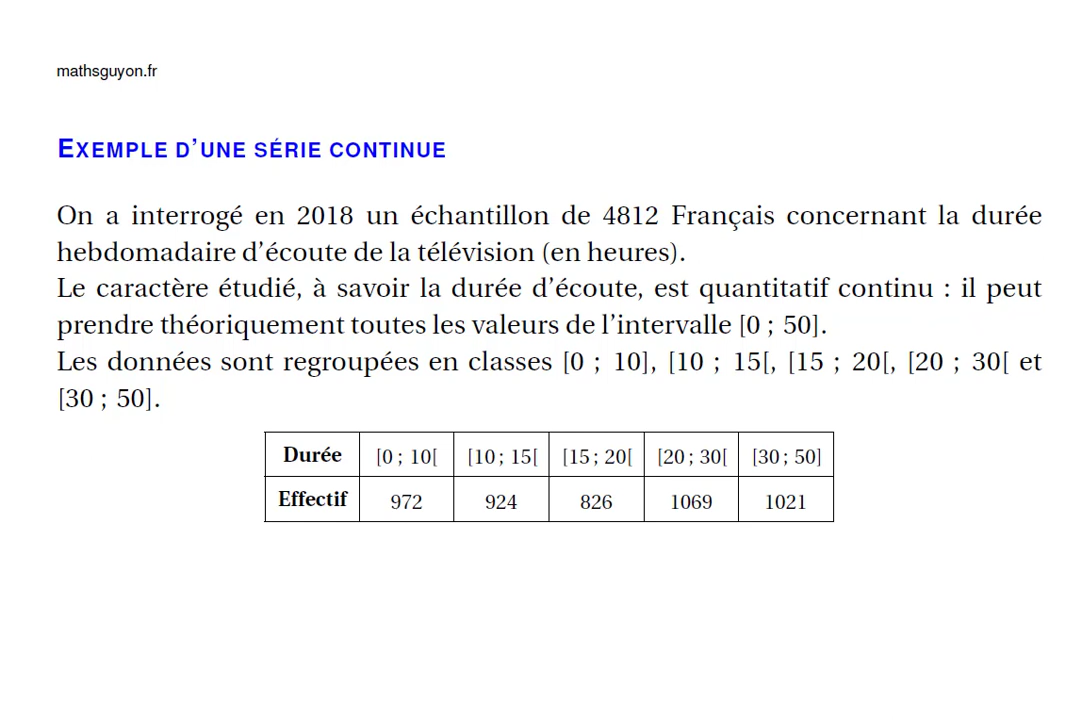 mathsguyon.fr
EXEMPLE D'UNE SÉRIE CONTINUE
On a interrogé en 2018 un échantillon de 4812 Français concernant la durée
hebdomadaire d'écoute de la télévision (en heures).
Le caractère étudié, à savoir la durée d'écoute, est quantitatif continu : il peut
prendre théoriquement toutes les valeurs de l'intervalle [0 ; 50].
Les données sont regroupées en classes [0 ; 10], [10 ; 15[, [15 ; 20[, [20 ; 30[ et
[30 ; 50].
Durée [0 ; 10[ [10 ; 15[ [15 ; 20[ [20 ; 30[ [30 ; 50]
Effectif 972 924 826 1069 1021